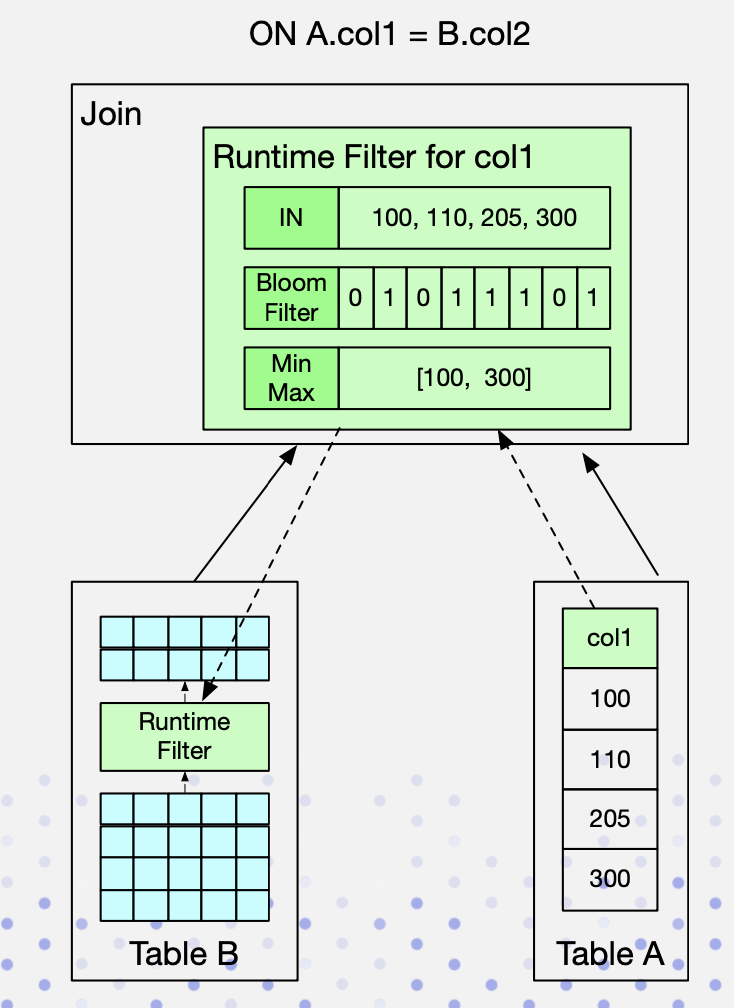 ON A.col1 = B.col2
Join
Runtime Filter for col1
IN
100, 110, 205, 300
Bloom
Filter
0 1 0 1 1 1 0 1
Min
Max
[100, 300]
Runtime
Filter
Table B
col1
100
110
205
300
Table A